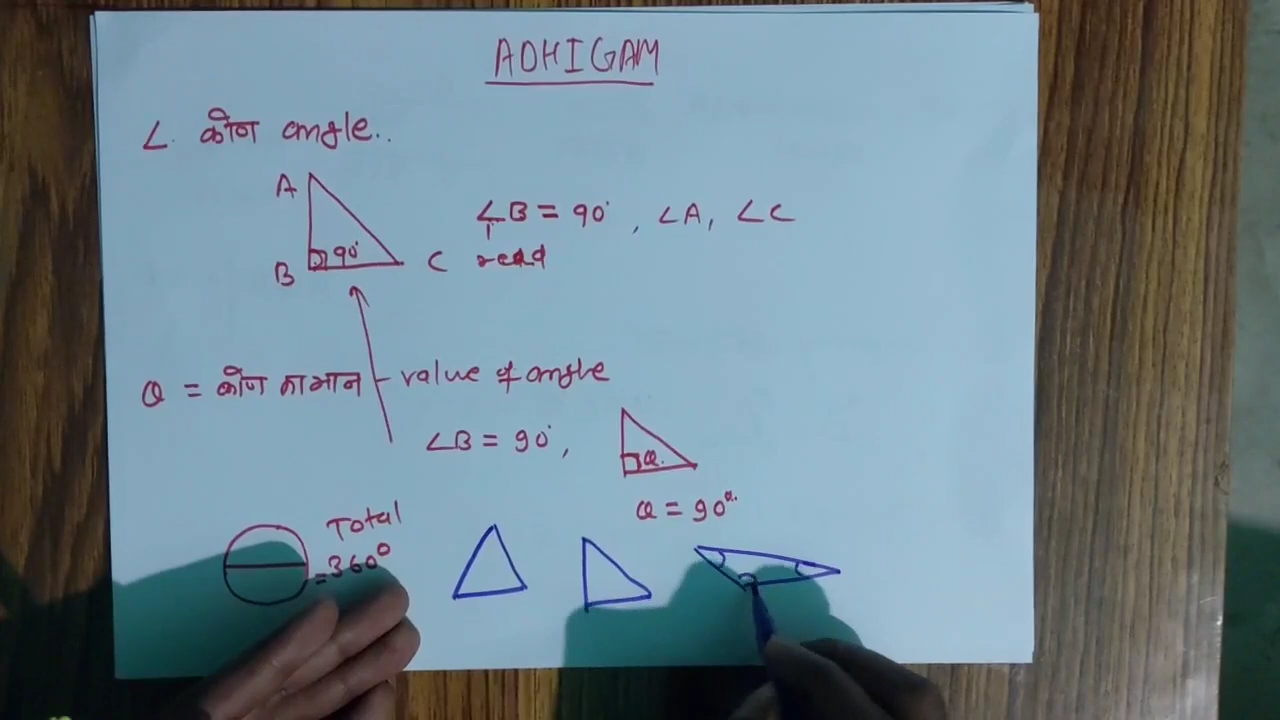 ADHIGAM
∠. कोण angle..
A
∠B = 90°, ∠A, ∠C
90°
B
C read
Q = कोण का मान - value of angle
∠B = 90°,
Q.
Q = 90°
Total
= 360°